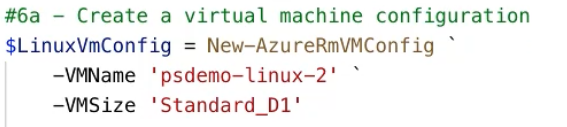 #6a - Create a virtual machine configuration
$LinuxVmConfig = New-AzureRmVMConfig `
    -VMName 'psdemo-linux-2' `
    -VMSize 'Standard_D1'